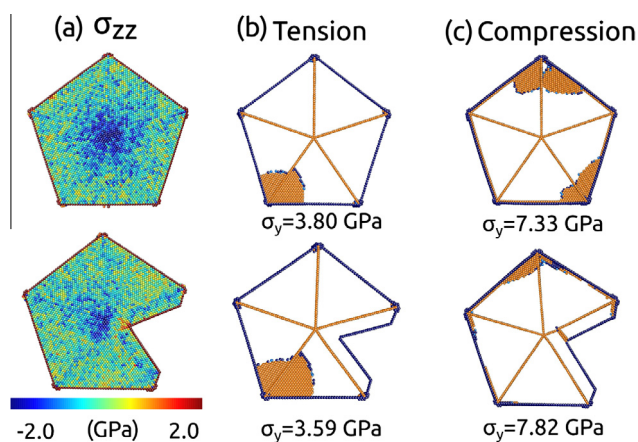 (a) σzz
(b) Tension
(c) Compression
σy=3.80 GPa
σy=7.33 GPa
-2.0 (GPa) 2.0
σy=3.59 GPa
σy=7.82 GPa